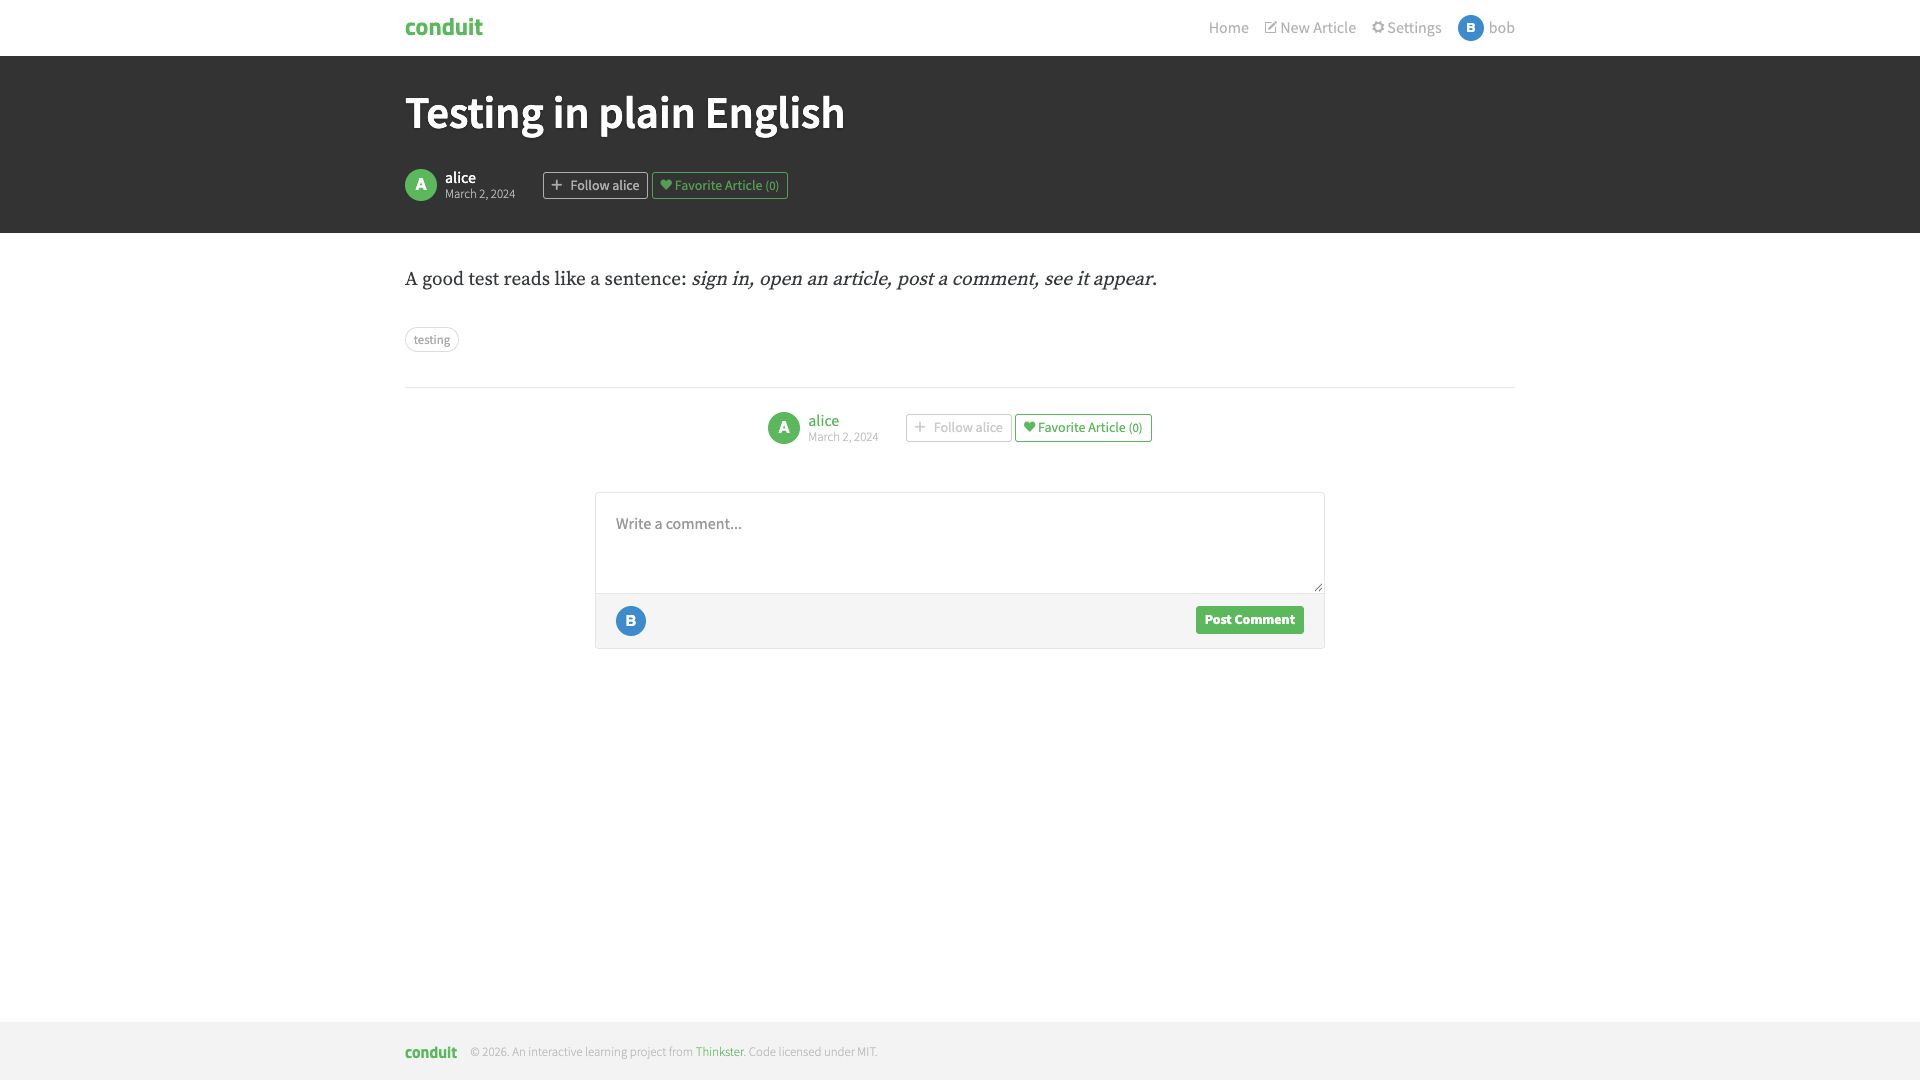 conduit
Home New Article Settings B bob
Testing in plain English
A alice
March 2, 2024
Follow alice Favorite Article (0)
A good test reads like a sentence: sign in, open an article, post a comment, see it appear.
testing
A alice
March 2, 2024
Follow alice Favorite Article (0)
Write a comment...
B Post Comment
conduit © 2026. An interactive learning project from Thinkster. Code licensed under MIT.